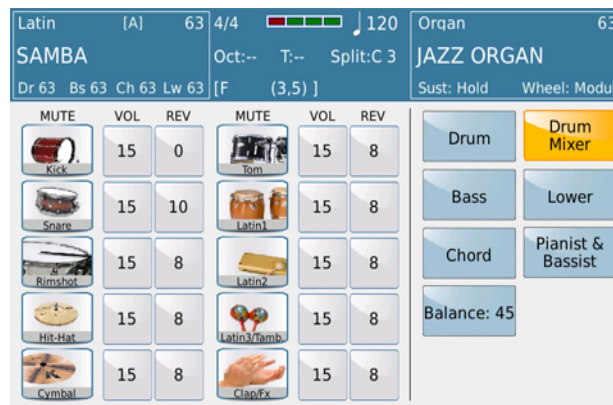 Latin [A] 63
SAMBA
Dr 63 Bs 63 Ch 63 Lw 63
4/4 120
Oct:-- T:-- Split:C 3
[F (3,5) ]
Organ 63
JAZZ ORGAN
Sust: Hold Wheel: Modul
MUTE VOL REV MUTE VOL REV
Kick 15 0 Tom 15 8
Snare 15 10 Latin1 15 8
Rimshot 15 8 Latin2 15 8
Hit-Hat 15 8 Latin3/Tamb. 15 8
Cymbal 15 8 Clap/Fx 15 8
Drum
Drum Mixer
Bass
Lower
Chord
Pianist & Bassist
Balance: 45